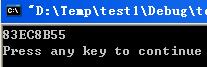 "D:\Temp\test1\Debug\te
83EC8B55
Press any key to continue